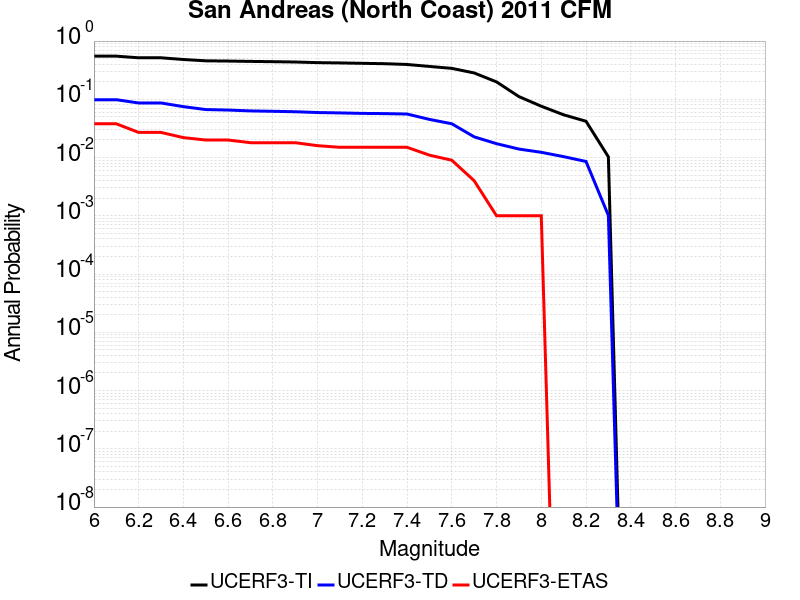 San Andreas (North Coast) 2011 CFM
10 0
10 -1
10 -2
10 -3
10 -4
10 -5
10 -6
10 -7
10 -8
Annual Probability
6 6.2 6.4 6.6 6.8 7 7.2 7.4 7.6 7.8 8 8.2 8.4 8.6 8.8 9
Magnitude
UCERF3-TI UCERF3-TD UCERF3-ETAS